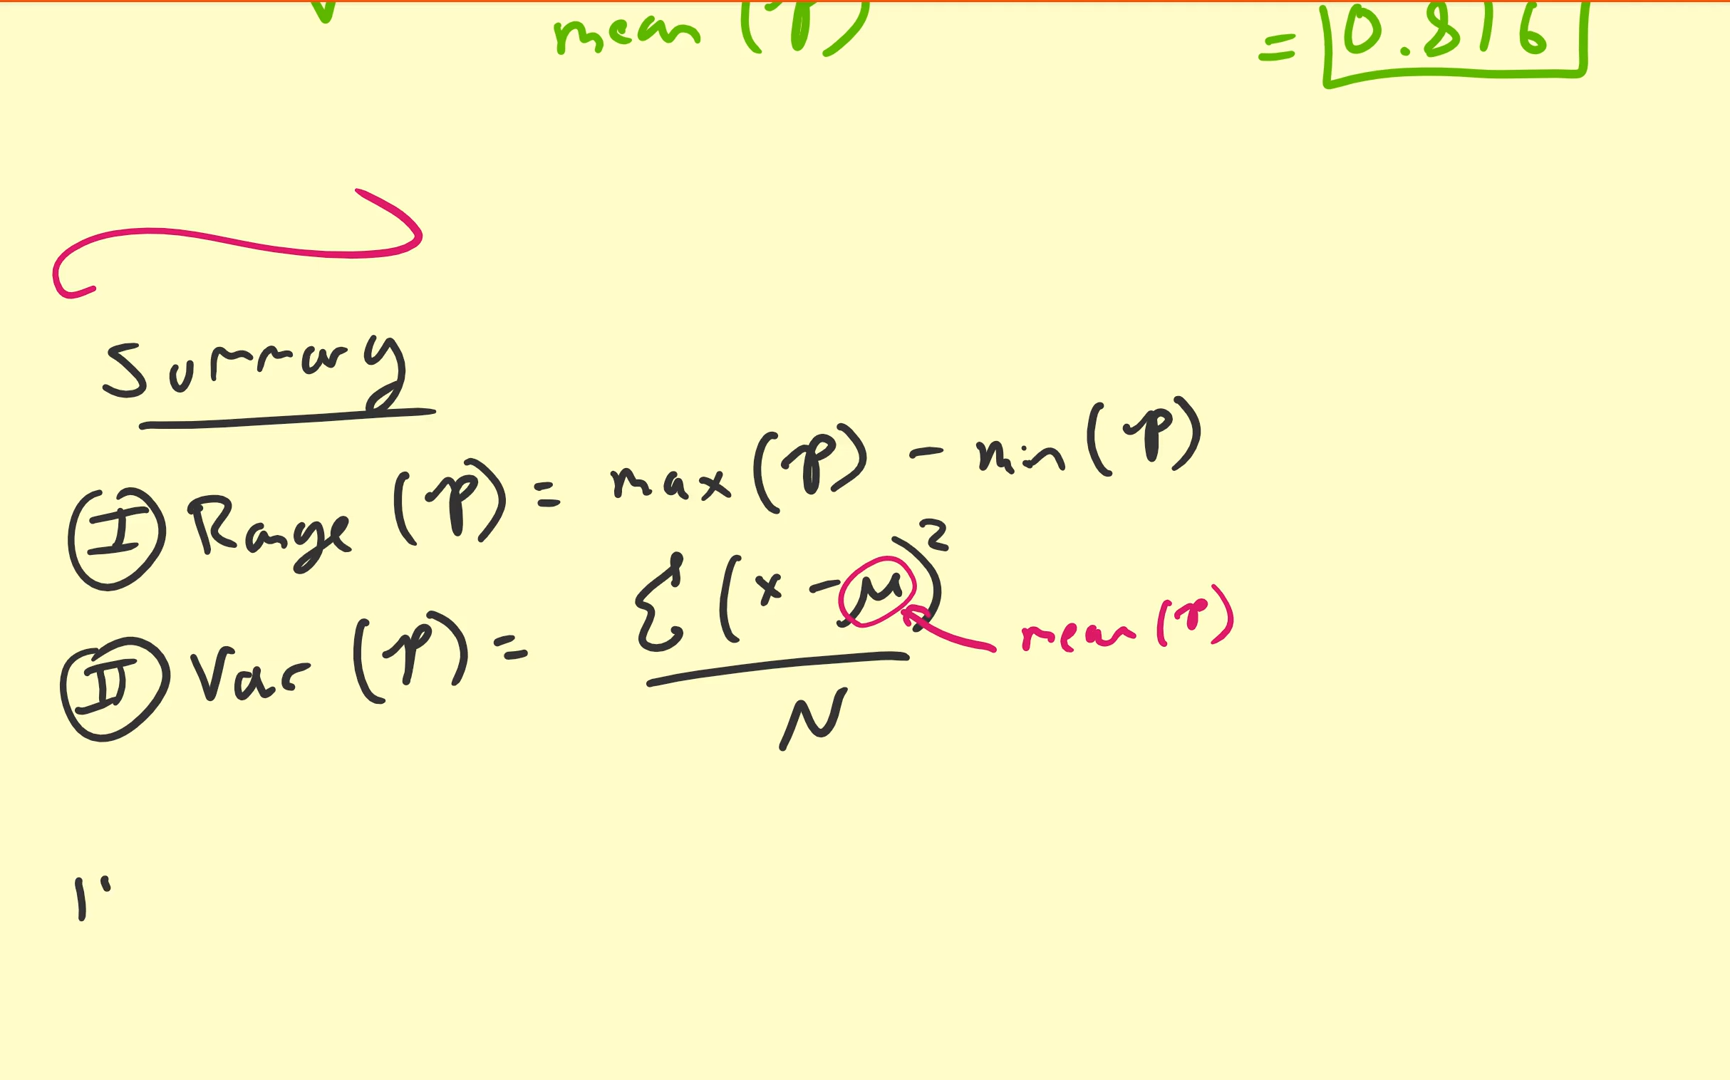 mean (p) = 0.816
Summary
I Range (p) = max (p) - min (p)
II Var (p) = Σ (x - μ)²
mean (p)
N